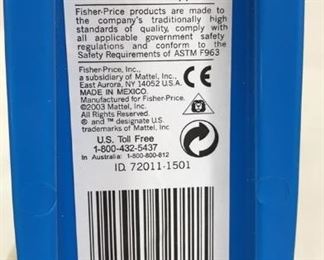 Fisher-Price products are made to
the company's traditionally high
standards of quality, comply with
all applicable government safety
regulations and conform to the
Safety Requirements of ASTM F963
Fisher-Price, Inc.,
a subsidiary of Mattel, Inc.,
East Aurora, NY 14052 U.S.A.
MADE IN MEXICO.
Manufactured for Fisher-Price.
©2003 Mattel, Inc.
All Rights Reserved.
® and ™ designate U.S.
trademarks of Mattel, Inc.
CE
U.S. Toll Free
1-800-432-5437
In Australia: 1-800-800-812
ID. 72011-1501